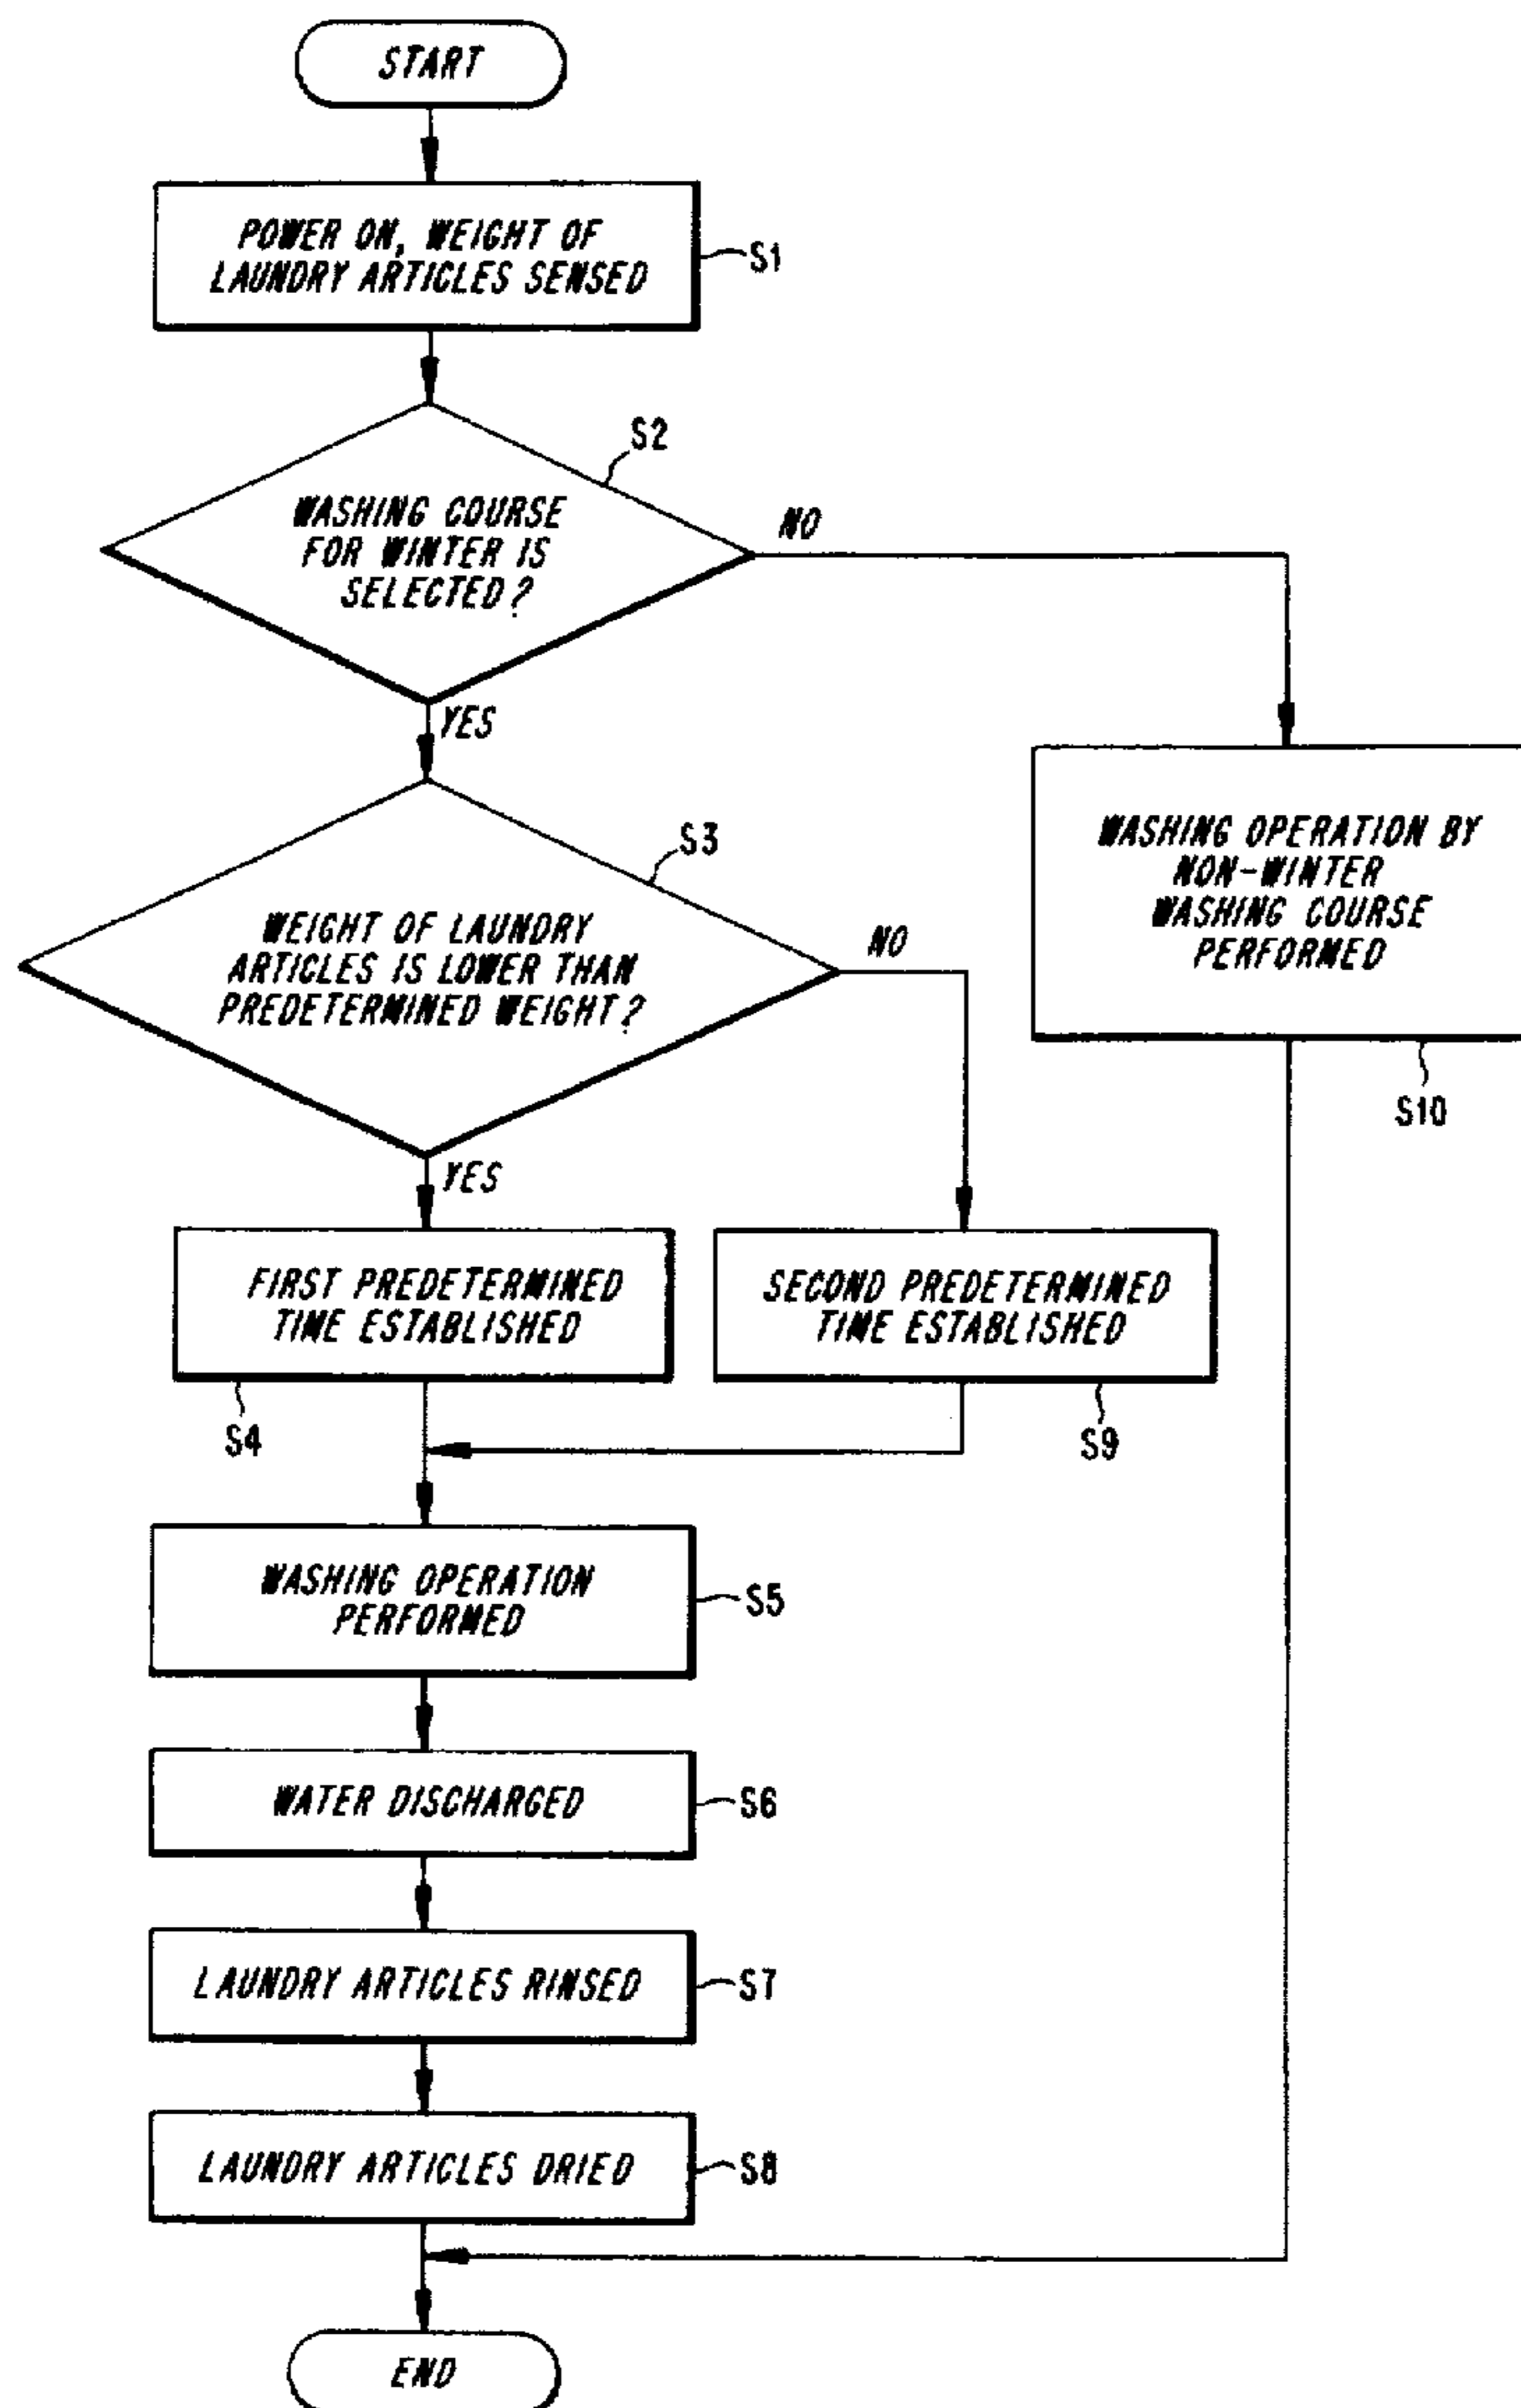 START
POWER ON, WEIGHT OF
LAUNDRY ARTICLES SENSED
S1
S2
WASHING COURSE
FOR WINTER IS
SELECTED?
NO
YES
S3
WEIGHT OF LAUNDRY
ARTICLES IS LOWER THAN
PREDETERMINED WEIGHT?
NO
YES
WASHING OPERATION BY
NON-WINTER
WASHING COURSE
PERFORMED
S10
FIRST PREDETERMINED
TIME ESTABLISHED
S4
SECOND PREDETERMINED
TIME ESTABLISHED
S9
WASHING OPERATION
PERFORMED
S5
WATER DISCHARGED
S6
LAUNDRY ARTICLES RINSED
S7
LAUNDRY ARTICLES DRIED
S8
END